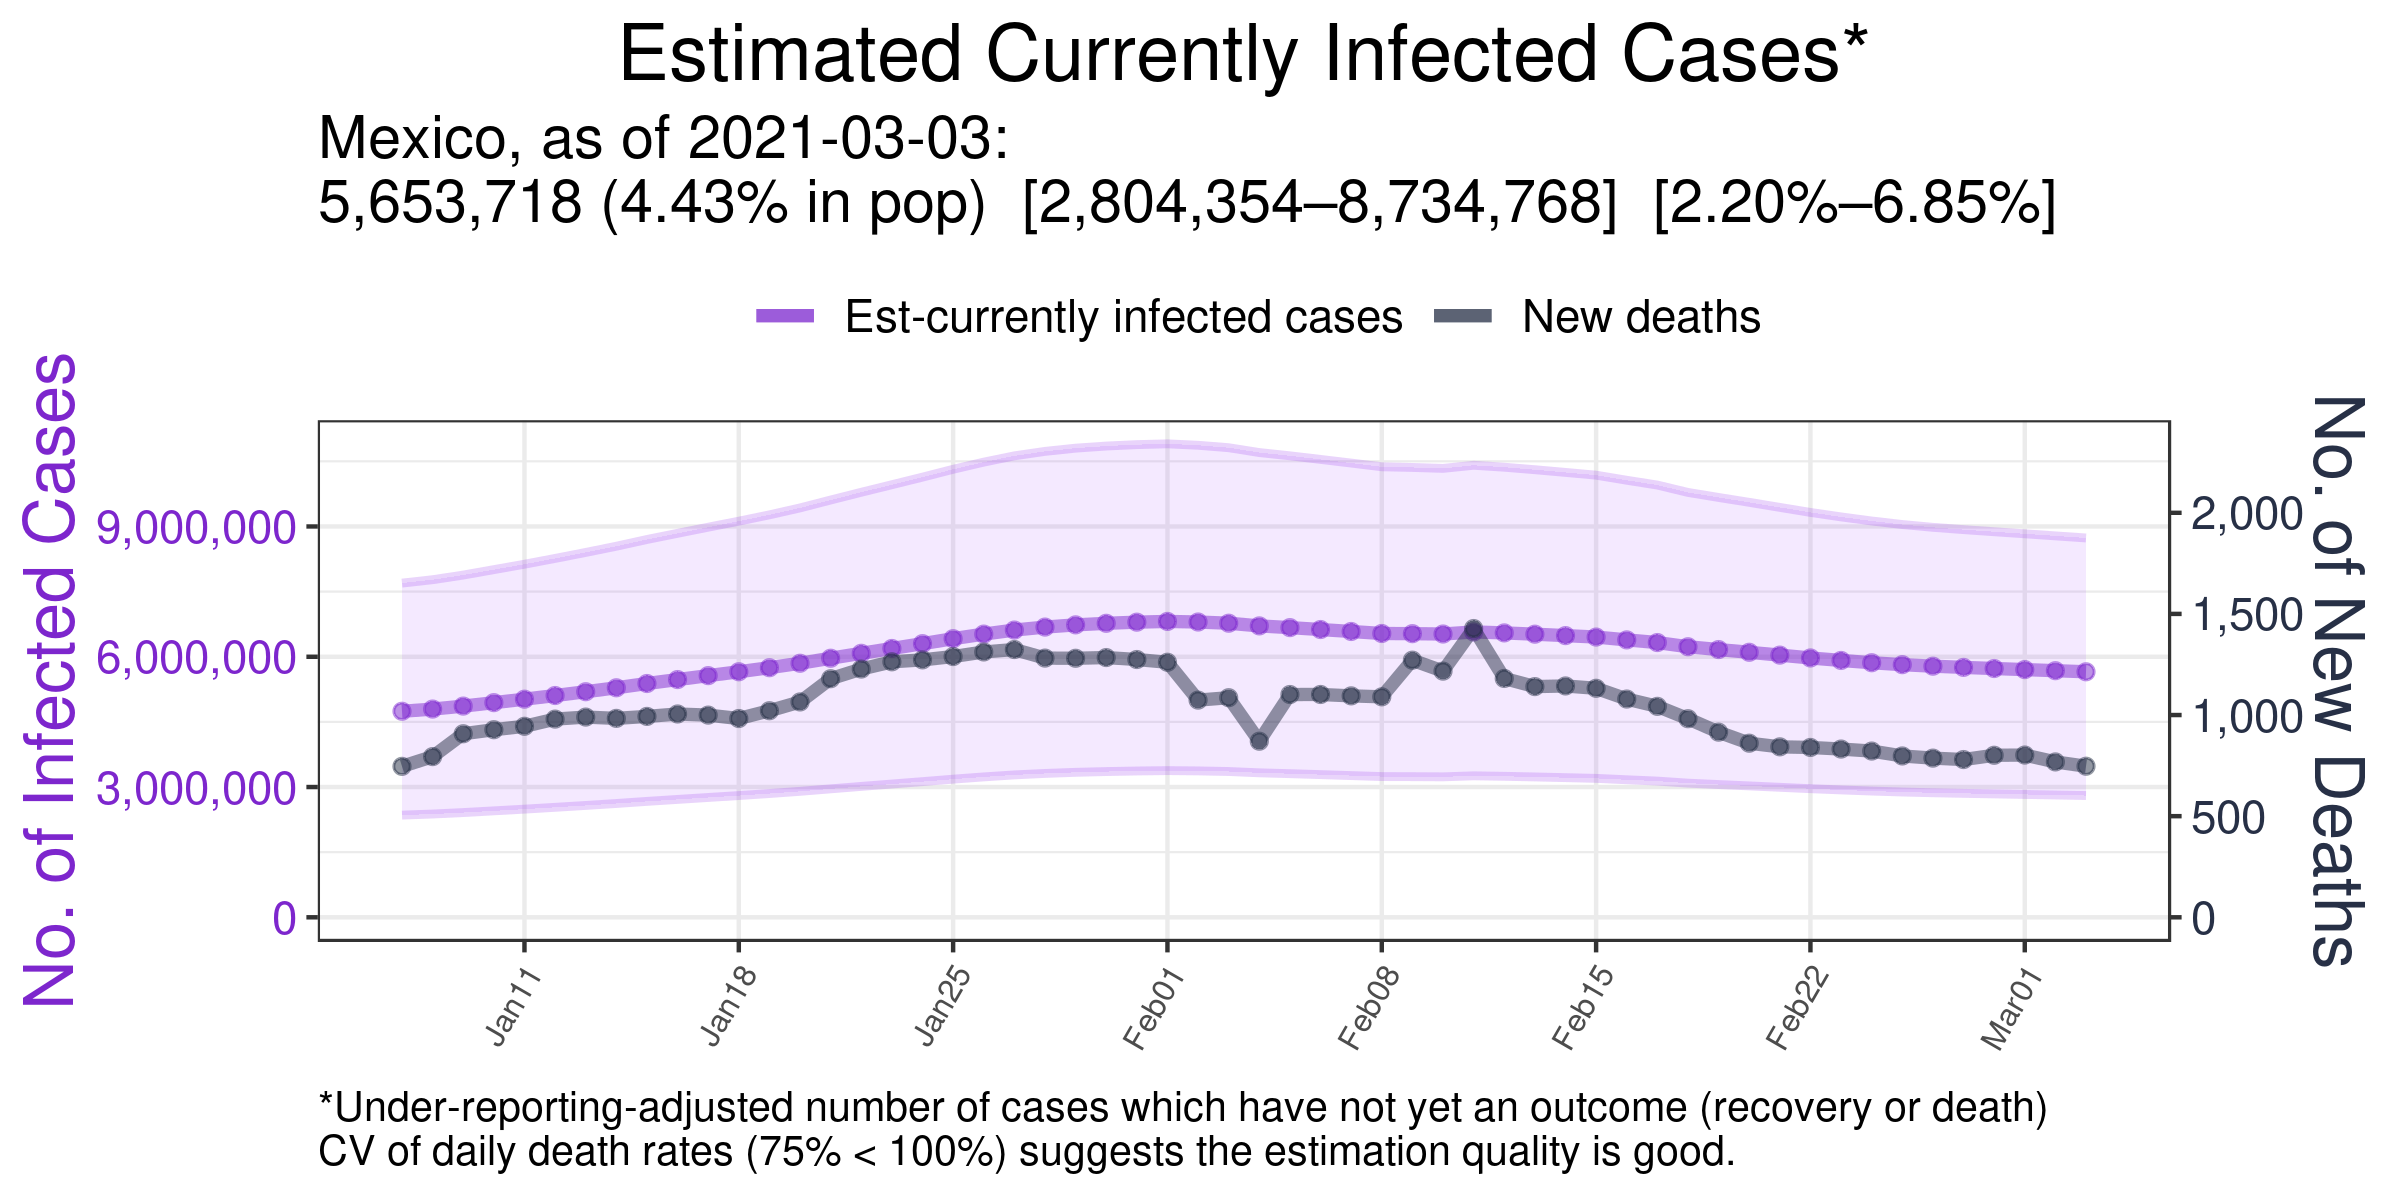 Estimated Currently Infected Cases*
Mexico, as of 2021-03-03:
5,653,718 (4.43% in pop)  [2,804,354–8,734,768]  [2.20%–6.85%]
Est-currently infected cases
New deaths
No. of Infected Cases
9,000,000
6,000,000
3,000,000
0
No. of New Deaths
2,000
1,500
1,000
500
0
Jan11
Jan18
Jan25
Feb01
Feb08
Feb15
Feb22
Mar01
*Under-reporting-adjusted number of cases which have not yet an outcome (recovery or death)
CV of daily death rates (75% < 100%) suggests the estimation quality is good.